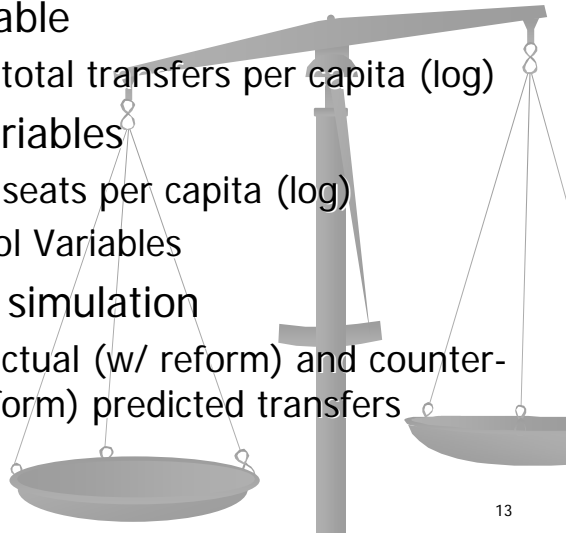 able
total transfers per capita (log)
riables
seats per capita (log)
ol Variables
simulation
ctual (w/ reform) and counter-
form) predicted transfers
13